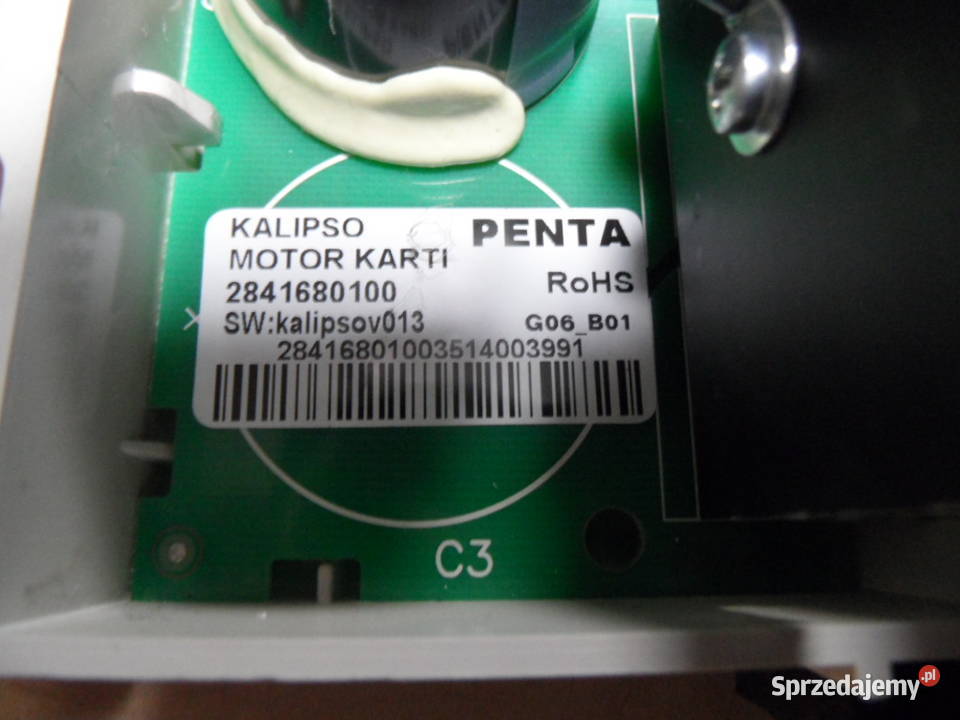 KALIPSO PENTA
MOTOR KARTI
2841680100 RoHS
SW:kalipsov013 G06_B01
28416801003514003991
C3
Sprzedajemy.pl